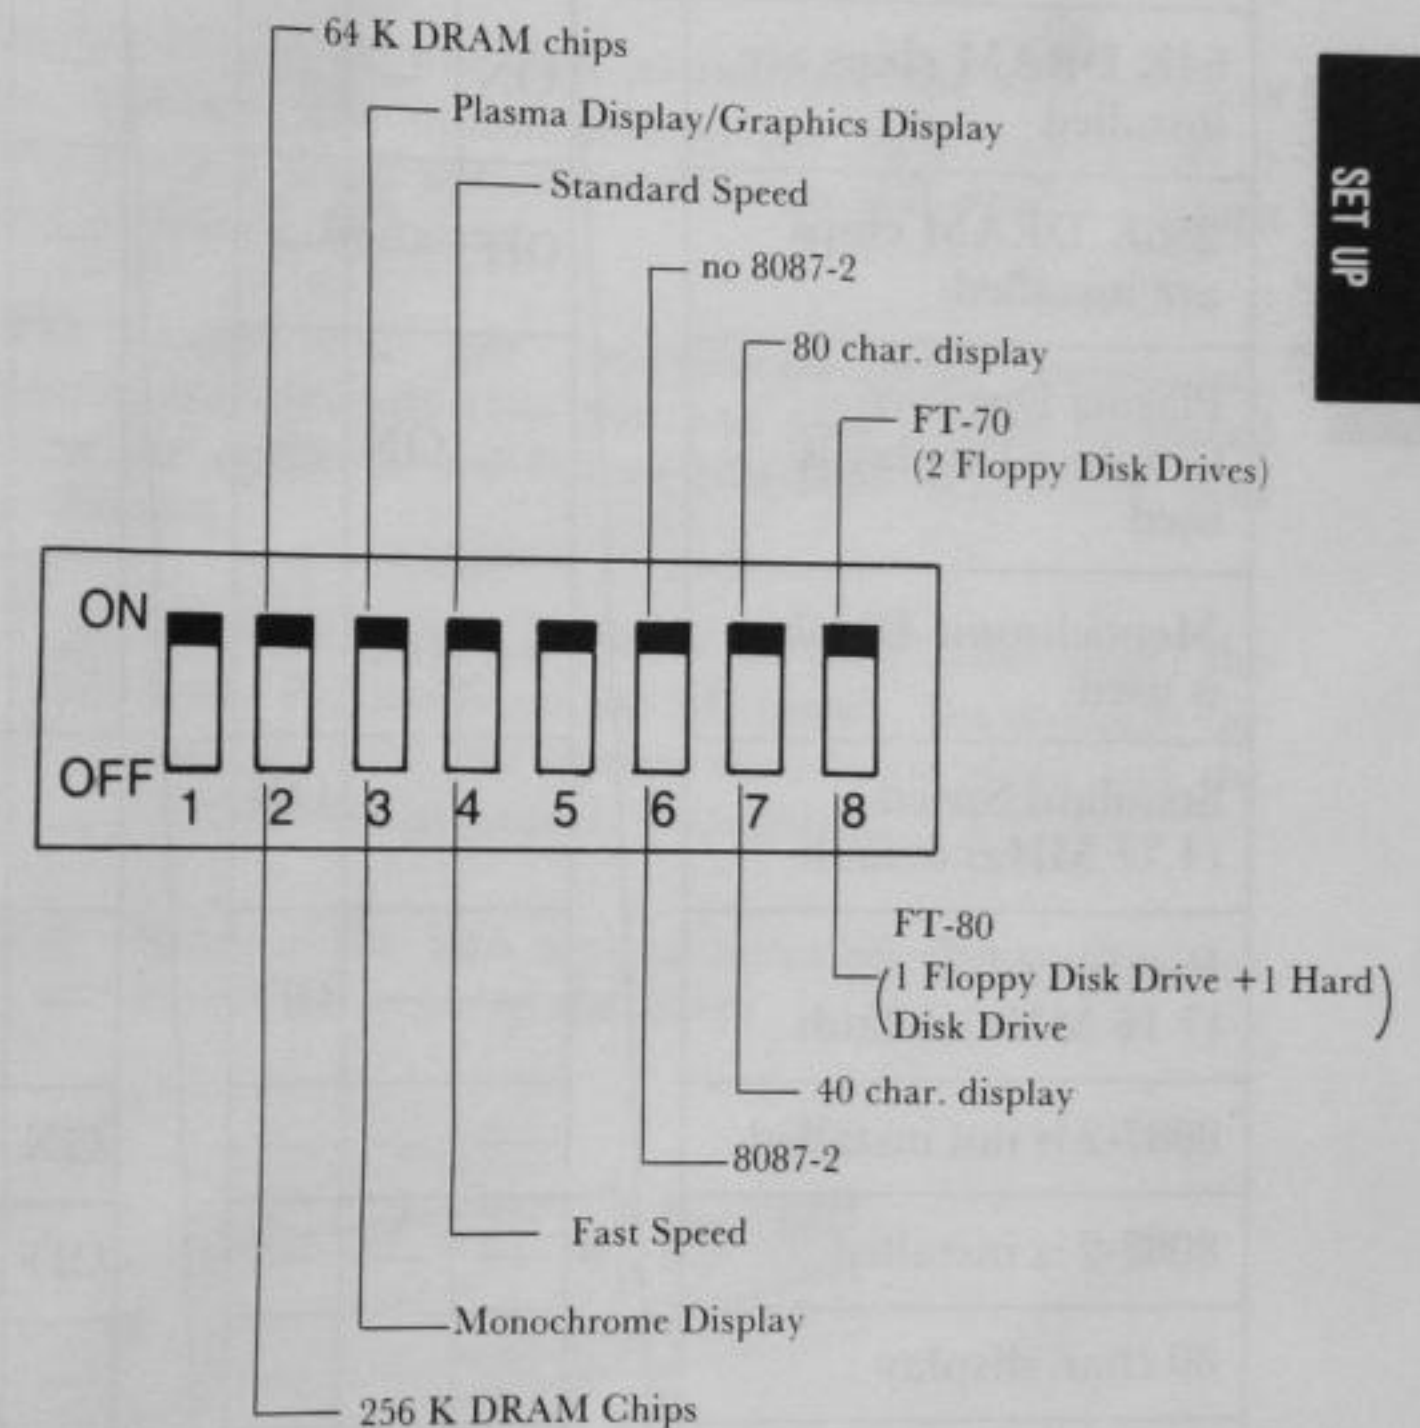 64 K DRAM chips
Plasma Display/Graphics Display
Standard Speed
no 8087-2
80 char. display
FT-70
(2 Floppy Disk Drives)
SET UP
ON
OFF
1 2 3 4 5 6 7 8
FT-80
(1 Floppy Disk Drive +1 Hard
Disk Drive)
40 char. display
8087-2
Fast Speed
Monochrome Display
256 K DRAM Chips